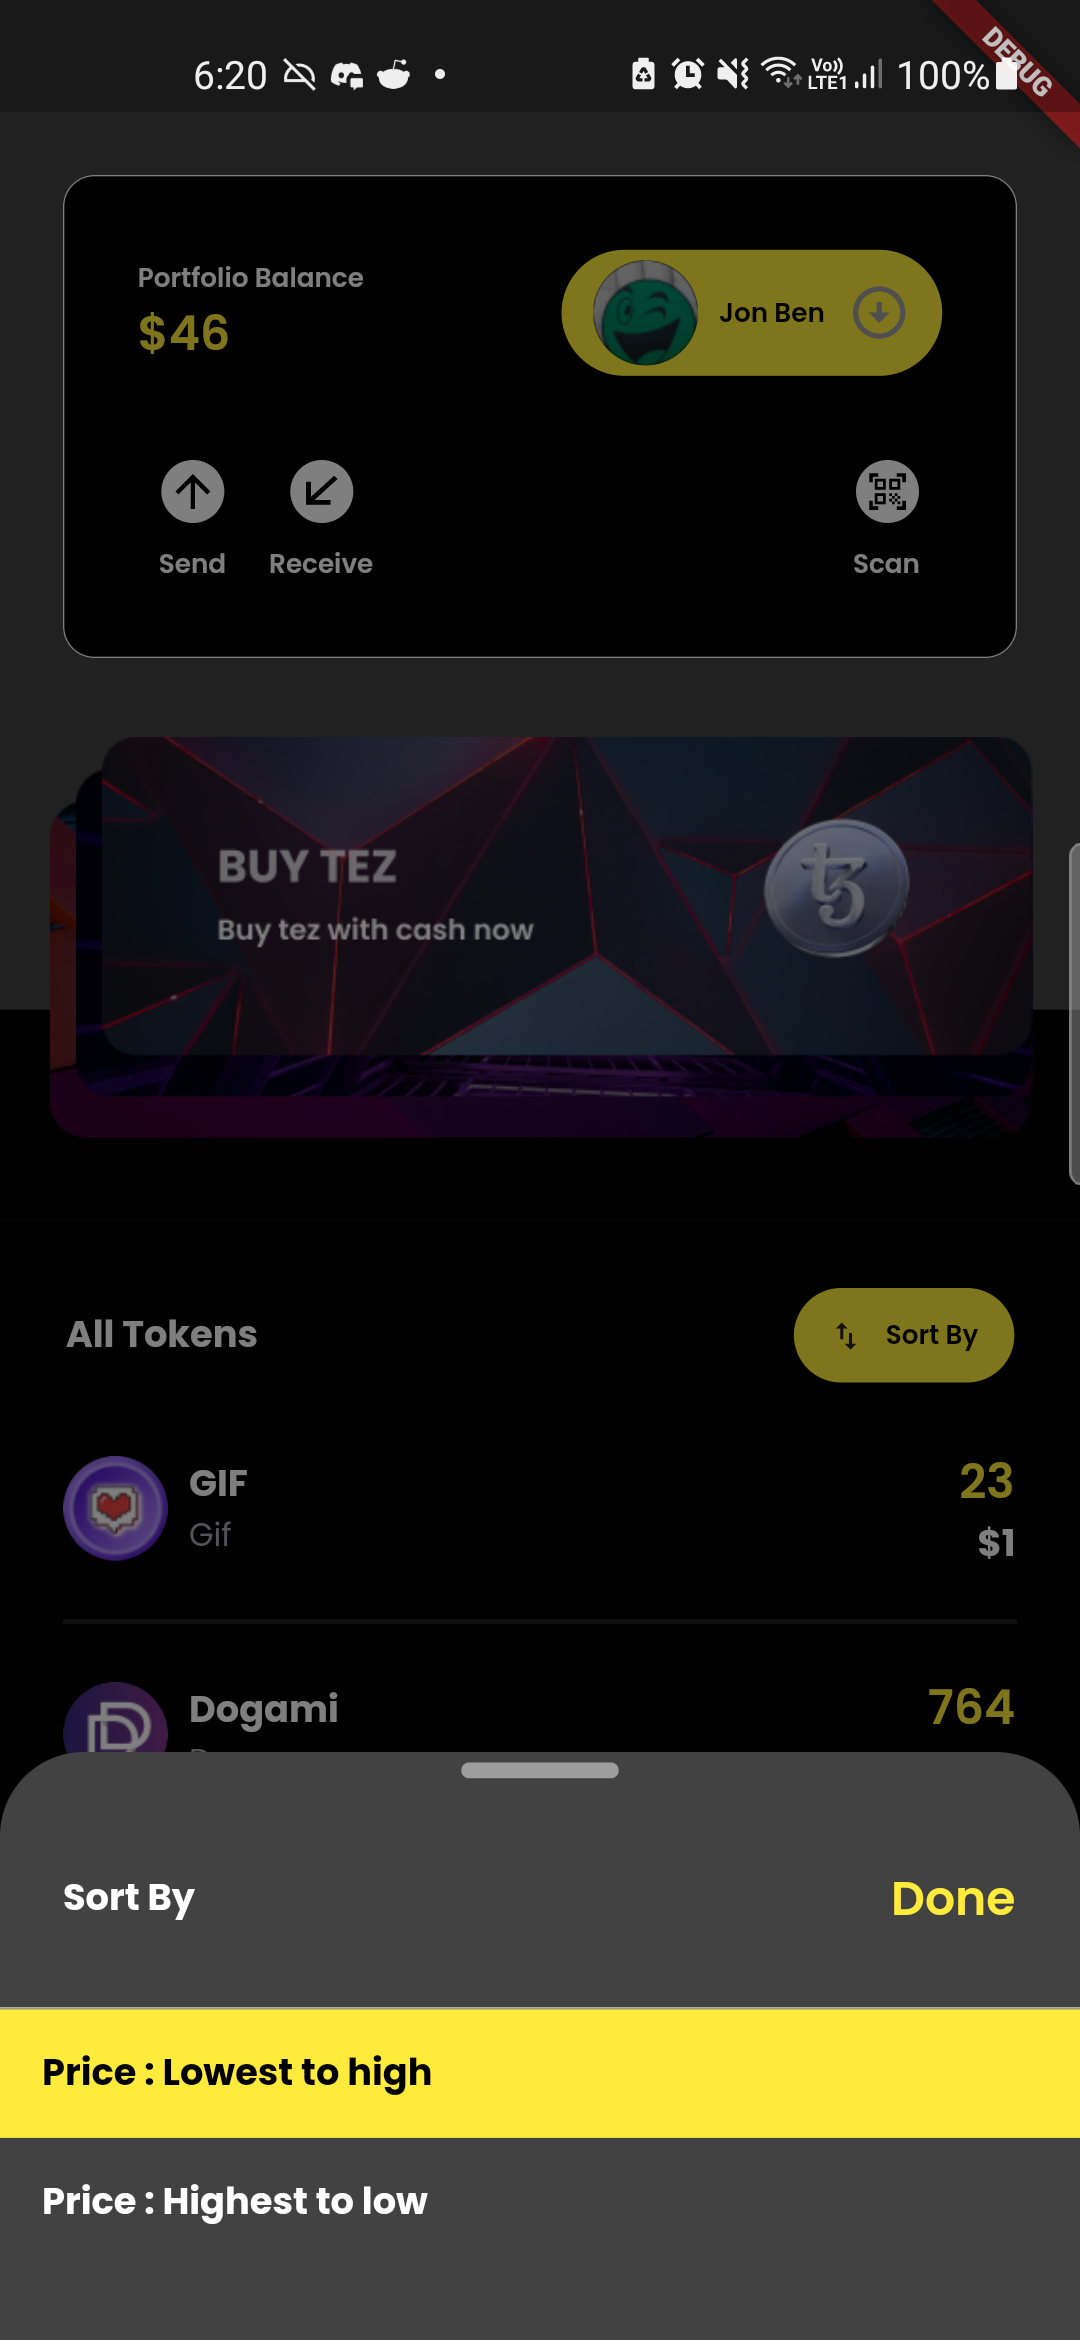 6:20
Vo)) LTE1
100%
DEBUG
Portfolio Balance
$46
Jon Ben
Send
Receive
Scan
BUY TEZ
Buy tez with cash now
All Tokens
Sort By
GIF
23
Gif
$1
Dogami
764
Sort By
Done
Price : Lowest to high
Price : Highest to low